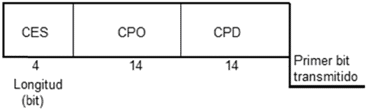 CES CPO CPD
4 14 14
Longitud
(bit)
Primer bit
transmitido